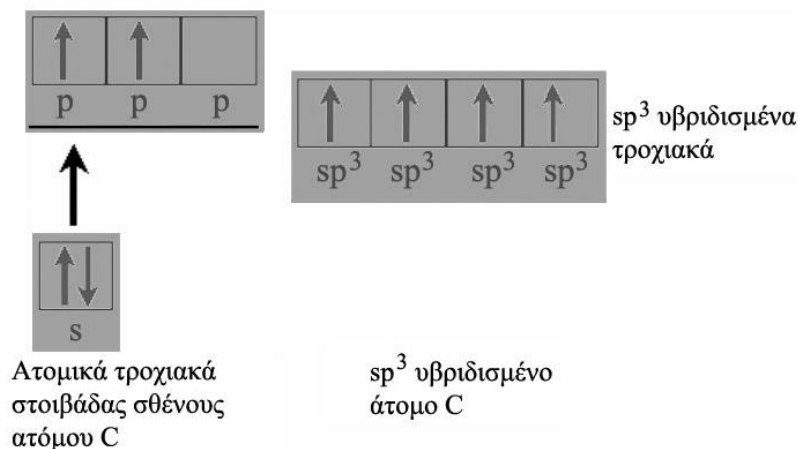 p p p
sp³ sp³ sp³ sp³
sp³ υβριδισμένα
τροχιακά
s
Ατομικά τροχιακά
στοιβάδας σθένους
ατόμου C
sp³ υβριδισμένο
άτομο C